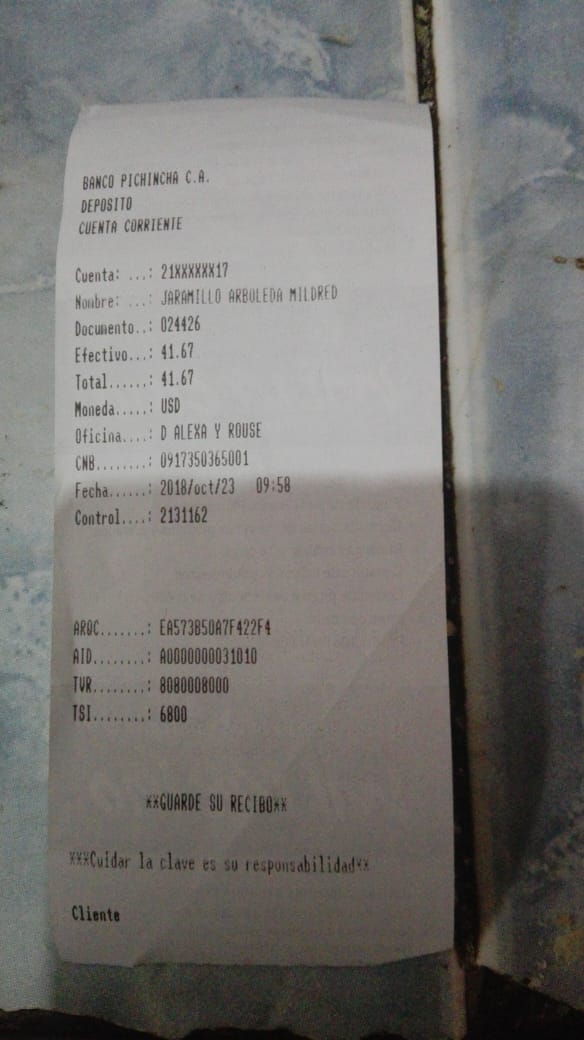 BANCO PICHINCHA C.A.
DEPOSITO
CUENTA CORRIENTE
Cuenta: ...: 21XXXXXX17
Nombre: ...: JARAMILLO ARBOLEDA MILDRED
Documento..: 024426
Efectivo...: 41.67
Total......: 41.67
Moneda.....: USD
Oficina....: D ALEXA Y ROUSE
CNB........: 0917350365001
Fecha......: 2018/oct/23 09:58
Control....: 2131162
ARQC.......: EA573B50A7F422F4
AID........: A0000000031010
TVR........: 8080008000
TSI........: 6800
**GUARDE SU RECIBO**
***Cuidar la clave es su responsabilidad**
Cliente